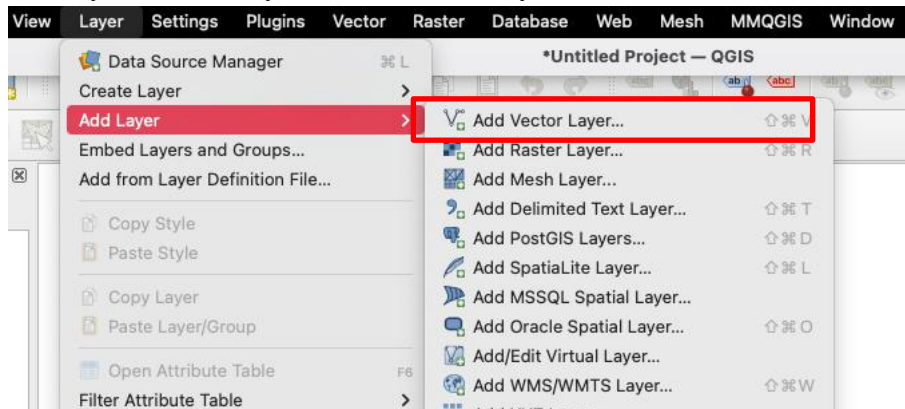 View Layer Settings Plugins Vector Raster Database Web Mesh MMQGIS Window
*Untitled Project — QGIS
Data Source Manager ⌘ L
Create Layer >
Add Layer >
Embed Layers and Groups...
Add from Layer Definition File...
Copy Style
Paste Style
Copy Layer
Paste Layer/Group
Open Attribute Table F6
Filter Attribute Table >
Add Vector Layer... ⇧ ⌘ V
Add Raster Layer... ⇧ ⌘ R
Add Mesh Layer...
Add Delimited Text Layer... ⇧ ⌘ T
Add PostGIS Layers... ⇧ ⌘ D
Add SpatiaLite Layer... ⇧ ⌘ L
Add MSSQL Spatial Layer...
Add Oracle Spatial Layer... ⇧ ⌘ O
Add/Edit Virtual Layer...
Add WMS/WMTS Layer... ⇧ ⌘ W